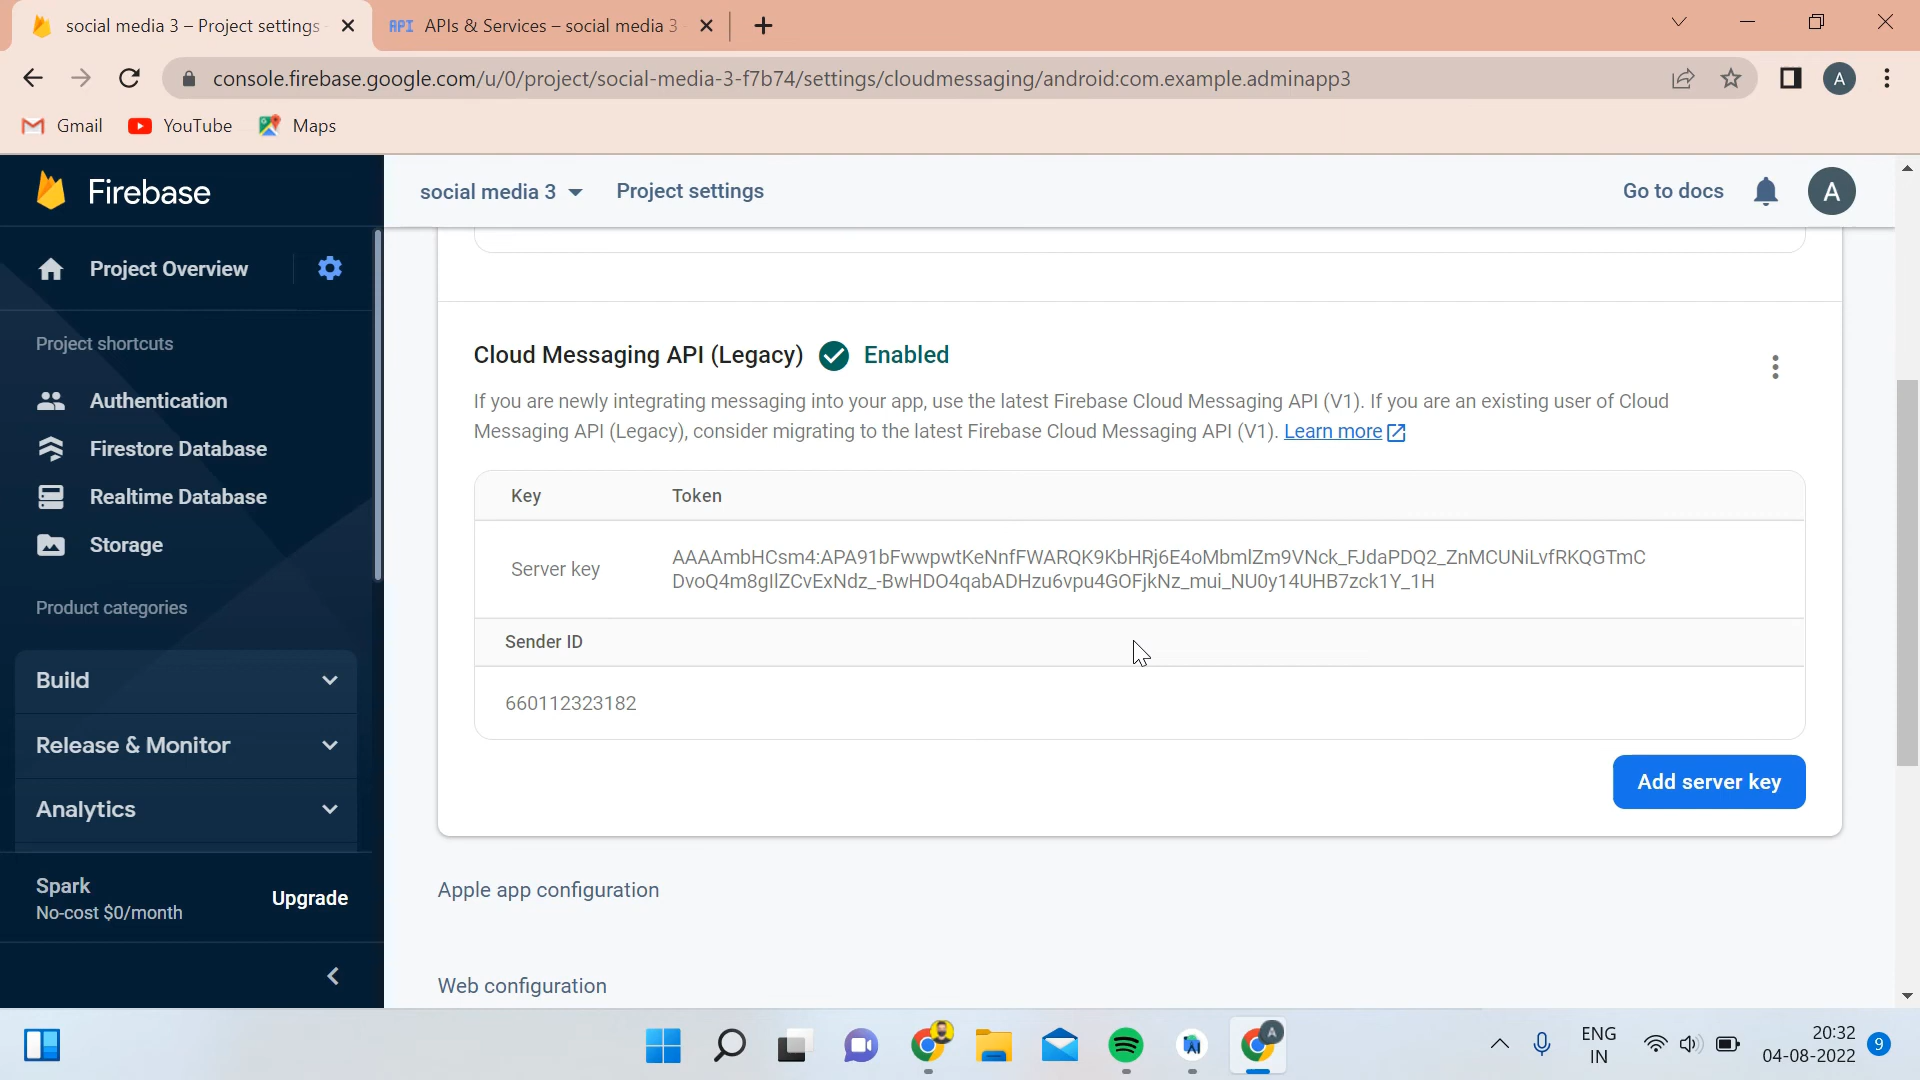 social media 3 – Project settings
API APIs & Services – social media 3
console.firebase.google.com/u/0/project/social-media-3-f7b74/settings/cloudmessaging/android:com.example.adminapp3
A
Gmail YouTube Maps
Firebase
social media 3 Project settings Go to docs A
Project Overview
Project shortcuts
Authentication
Firestore Database
Realtime Database
Storage
Product categories
Build
Release & Monitor
Analytics
Spark
No-cost $0/month
Upgrade
Cloud Messaging API (Legacy) Enabled
If you are newly integrating messaging into your app, use the latest Firebase Cloud Messaging API (V1). If you are an existing user of Cloud
Messaging API (Legacy), consider migrating to the latest Firebase Cloud Messaging API (V1). Learn more
Key Token
Server key
AAAAmbHCsm4:APA91bFwwpwtKeNnfFWARQK9KbHRj6E4oMbmlZm9VNck_FJdaPDQ2_ZnMCUNiLvfRKQGTmC
DvoQ4m8gIlZCvExNdz_-BwHDO4qabADHzu6vpu4GOFjkNz_mui_NU0y14UHB7zck1Y_1H
Sender ID
660112323182
Add server key
Apple app configuration
Web configuration
A
ENG
IN
20:32
04-08-2022
9